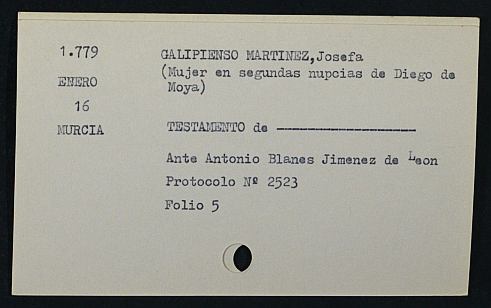 1.779
GALIPIENSO MARTINEZ,Josefa
(Mujer en segundas nupcias de Diego de
Moya)
ENERO
16
MURCIA
TESTAMENTO de --------------------
Ante Antonio Blanes Jimenez de Leon
Protocolo Nº 2523
Folio 5